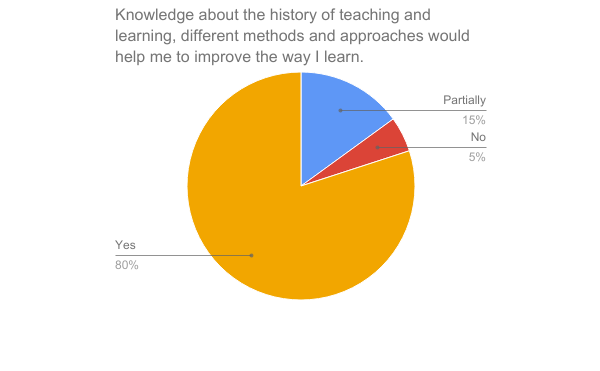 Knowledge about the history of teaching and
learning, different methods and approaches would
help me to improve the way I learn.
Partially
15%
No
5%
Yes
80%